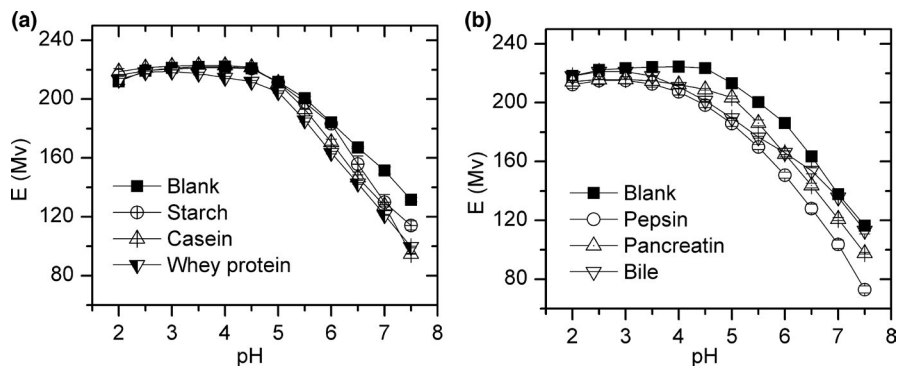 (a)
240
200
160
120
80
E (Mv)
Blank
Starch
Casein
Whey protein
2 3 4 5 6 7 8
pH
(b)
240
200
160
120
80
E (Mv)
Blank
Pepsin
Pancreatin
Bile
2 3 4 5 6 7 8
pH